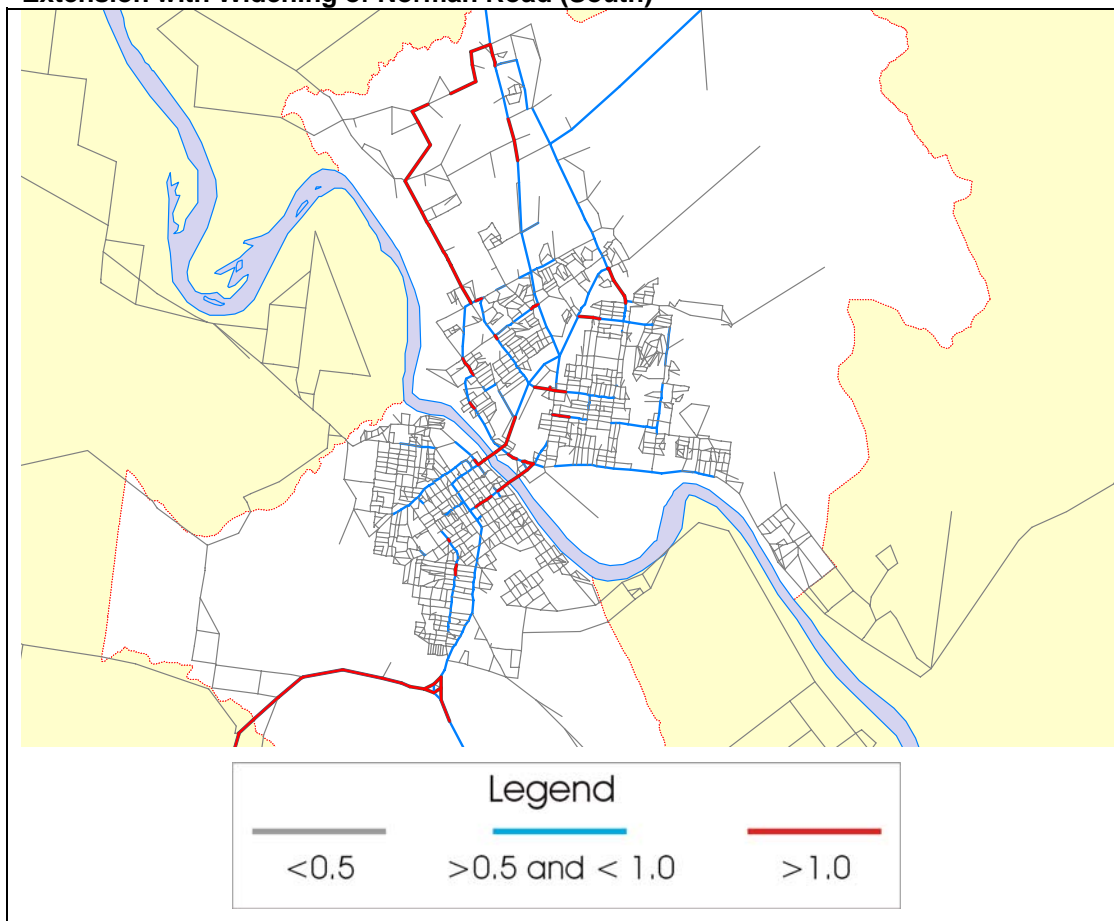 Extension with Widening of Norman Road (South)
Legend
<0.5
>0.5 and < 1.0
>1.0